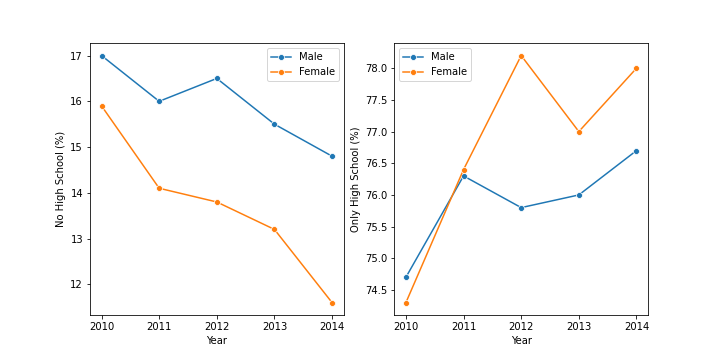 17
16
15
14
13
12
No High School (%)
Male
Female
2010 2011 2012 2013 2014
Year
78.0
77.5
77.0
76.5
76.0
75.5
75.0
74.5
Only High School (%)
Male
Female
2010 2011 2012 2013 2014
Year